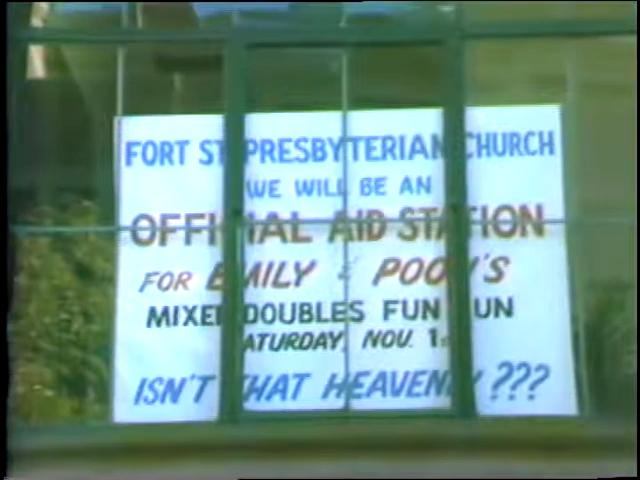 FORT ST PRESBYTERIAN CHURCH
WE WILL BE AN
OFFICIAL AID STATION
FOR EMILY & POOH'S
MIXED DOUBLES FUN RUN
SATURDAY, NOV. 1st
ISN'T THAT HEAVENLY ???